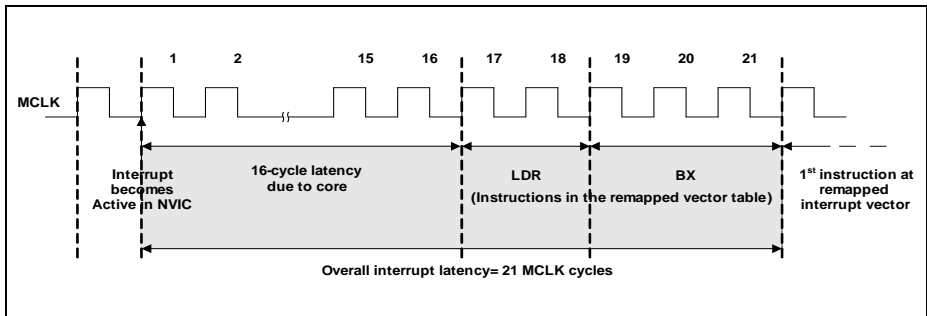 1 2 15 16 17 18 19 20 21
MCLK
Interrupt
becomes
Active in NVIC
16-cycle latency
due to core
LDR
BX
(Instructions in the remapped vector table)
1st instruction at
remapped
interrupt vector
Overall interrupt latency= 21 MCLK cycles